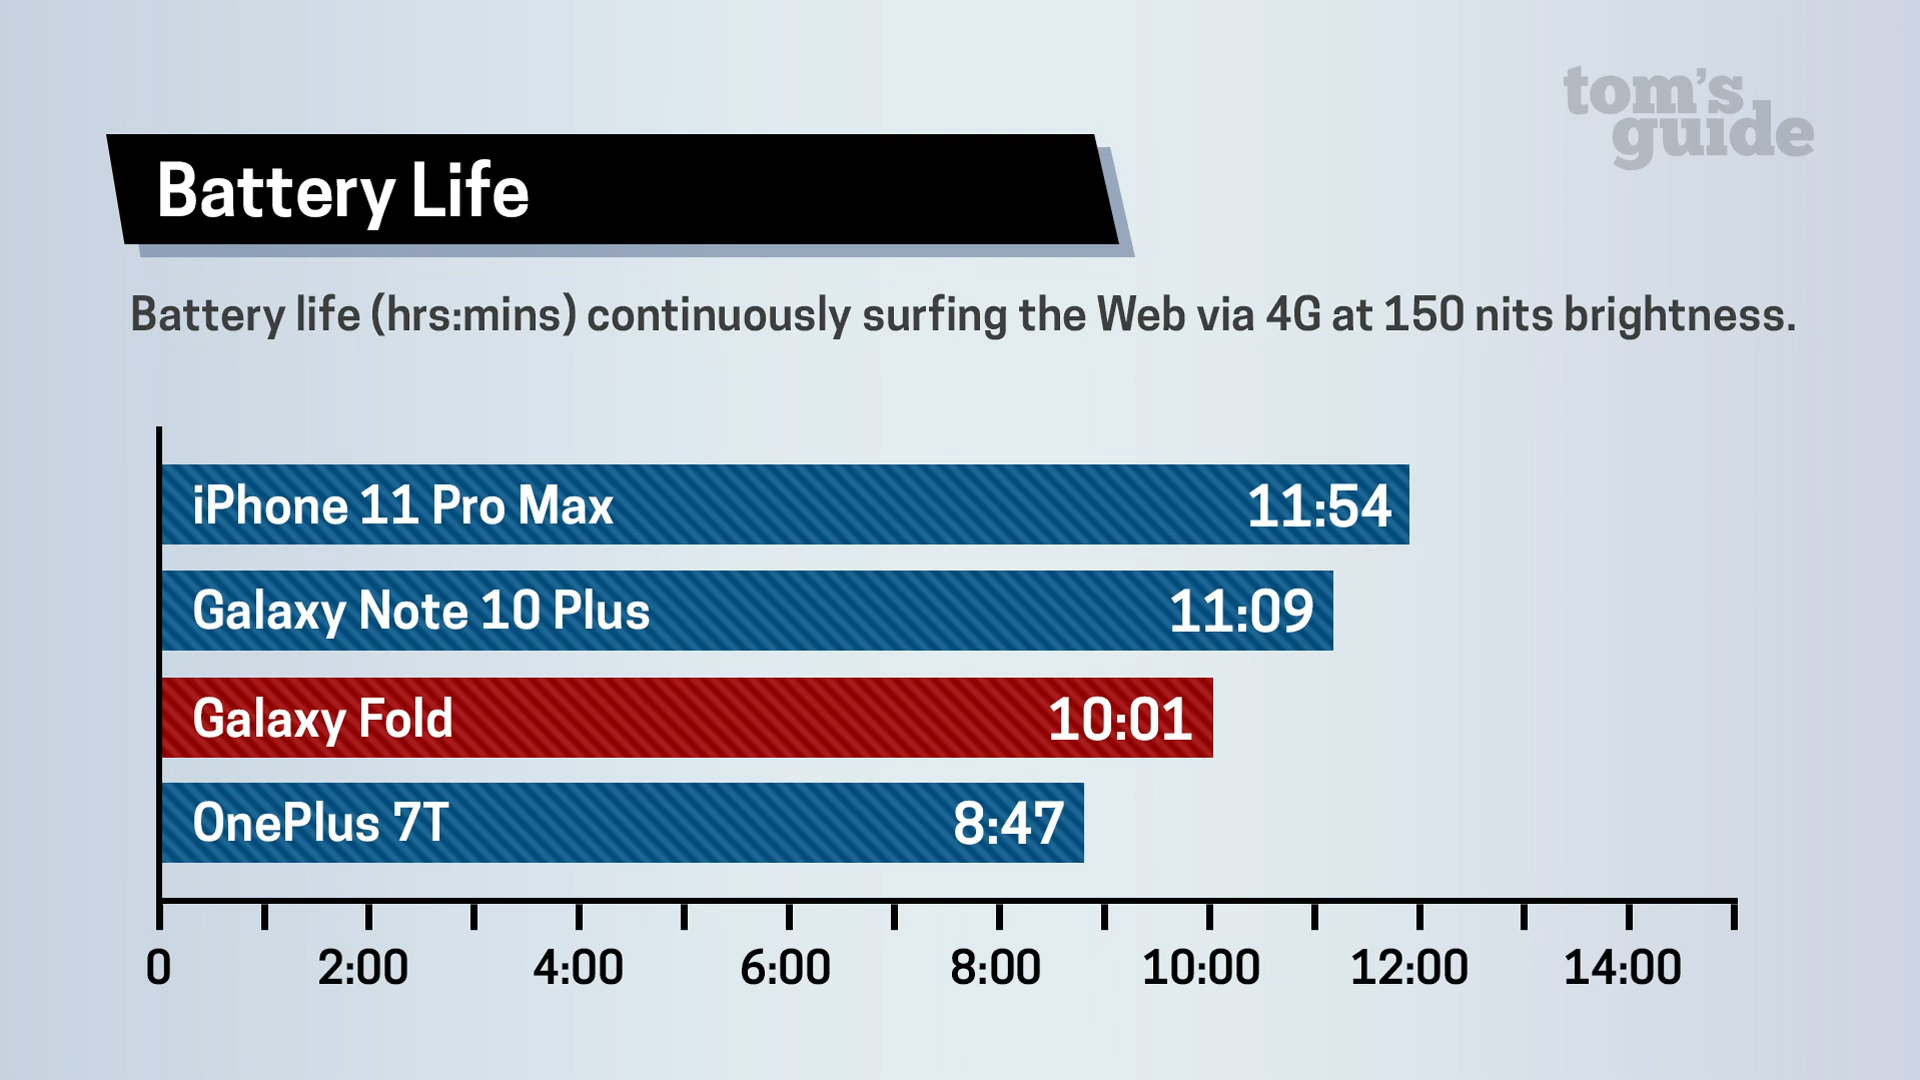 tom's
guide
Battery Life
Battery life (hrs:mins) continuously surfing the Web via 4G at 150 nits brightness.
iPhone 11 Pro Max 11:54
Galaxy Note 10 Plus 11:09
Galaxy Fold 10:01
OnePlus 7T 8:47
0 2:00 4:00 6:00 8:00 10:00 12:00 14:00